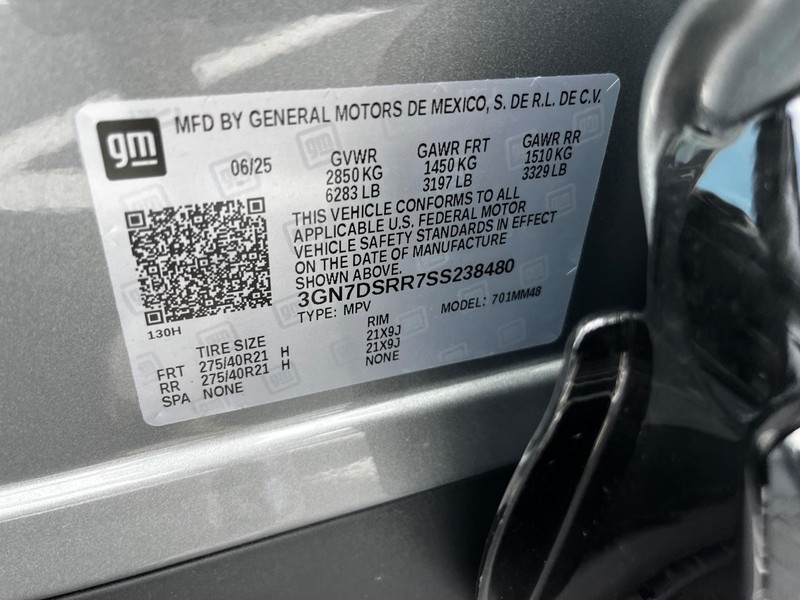 gm
MFD BY GENERAL MOTORS DE MEXICO, S. DE R.L. DE C.V.
06/25 GVWR GAWR FRT GAWR RR
2850 KG 1450 KG 1510 KG
6283 LB 3197 LB 3329 LB
THIS VEHICLE CONFORMS TO ALL
APPLICABLE U.S. FEDERAL MOTOR
VEHICLE SAFETY STANDARDS IN EFFECT
ON THE DATE OF MANUFACTURE
SHOWN ABOVE.
3GN7DSRR7SS238480
TYPE: MPV MODEL: 701MM48
130H
TIRE SIZE RIM
FRT 275/40R21 H 21X9J
RR 275/40R21 H 21X9J
SPA NONE NONE